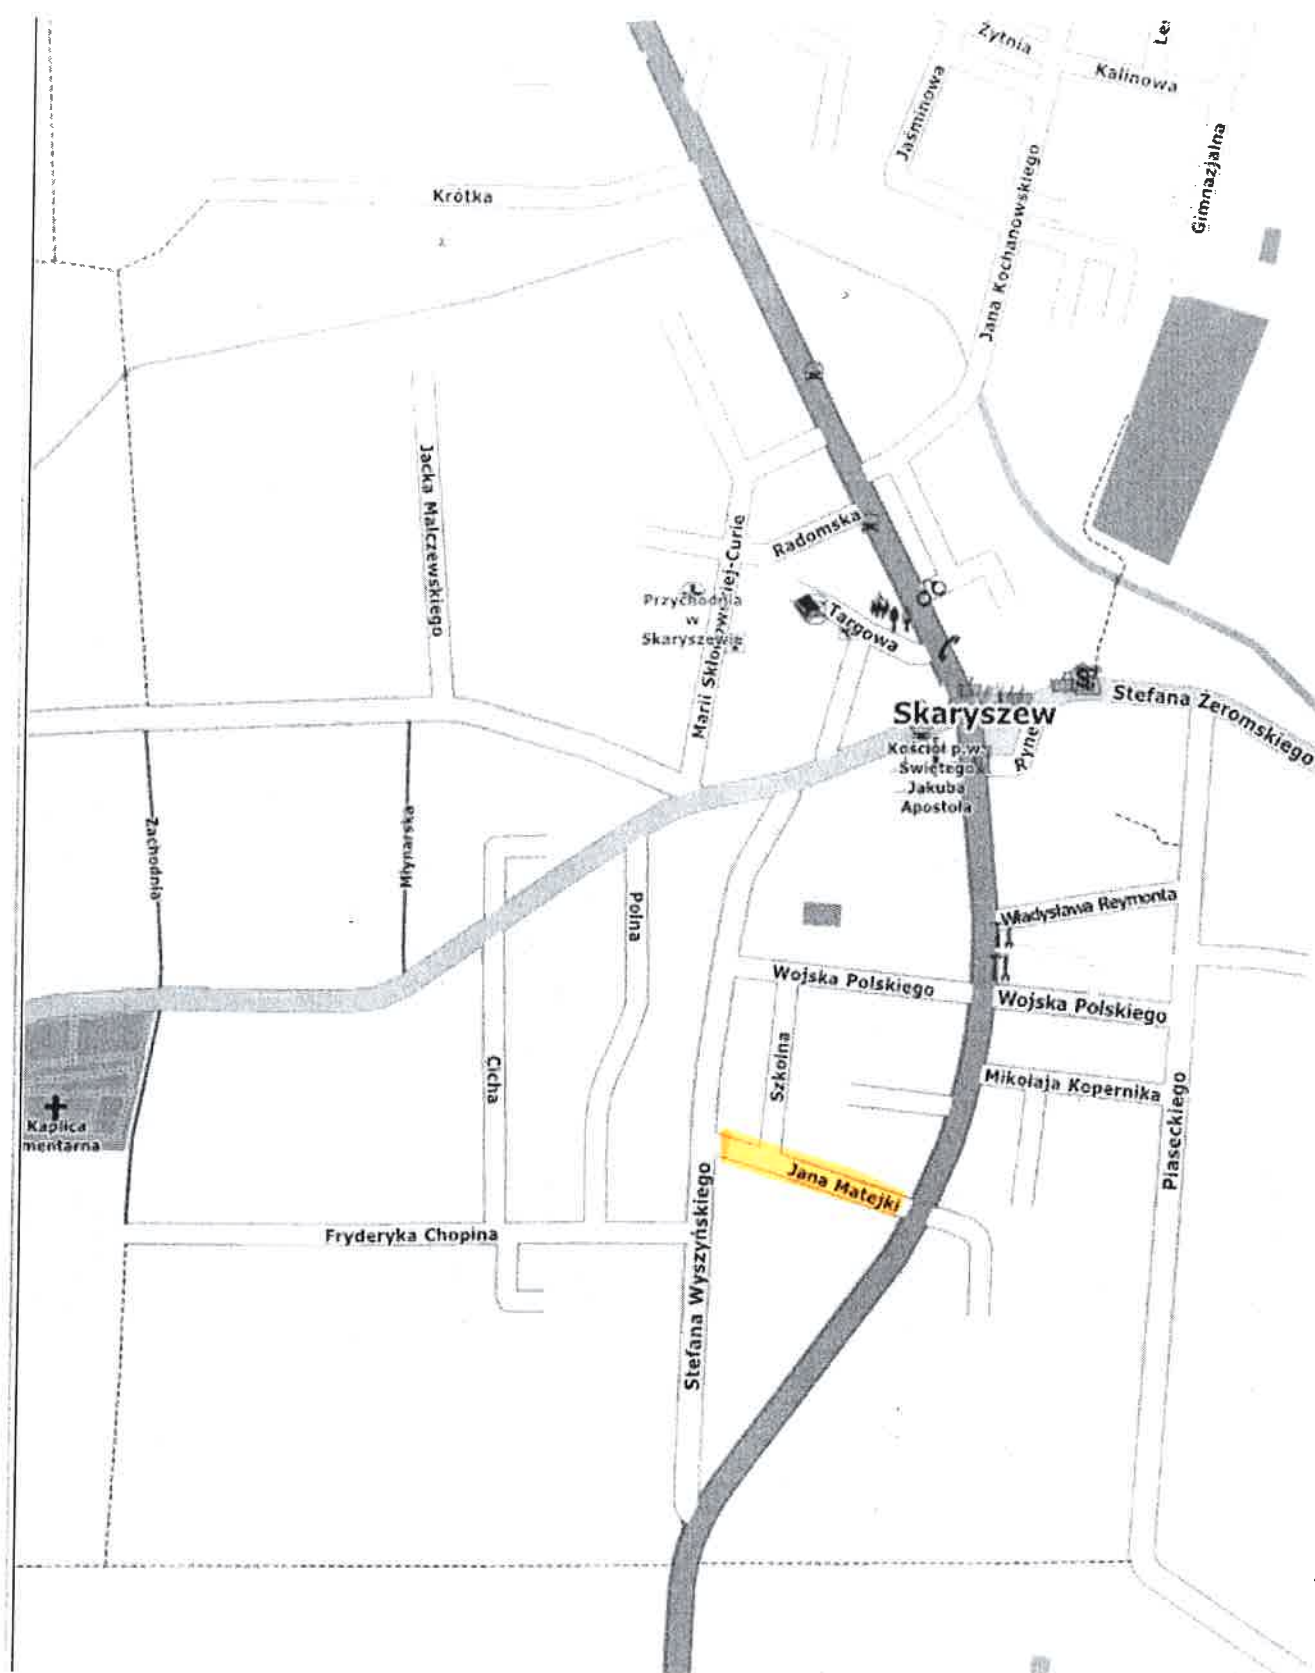 Żytnia
Kalinowa
Jaśminowa
Gimnazjalna
Jana Kochanowskiego
Krótka
Jacka Malczewskiego
Radomska
Przychodnia
w
Skaryszewie
Targowa
Stefana Żeromskiego
Skaryszew
Kościół p.w.
Świętego
Jakuba
Apostoła
Zachodnia
Młynarska
Polna
Władysława Reymonta
Wojska Polskiego
Wojska Polskiego
Szkolna
Cicha
Mikołaja Kopernika
Piaseckiego
Kaplica
mentarna
Jana Matejki
Fryderyka Chopina
Stefana Wyszyńskiego